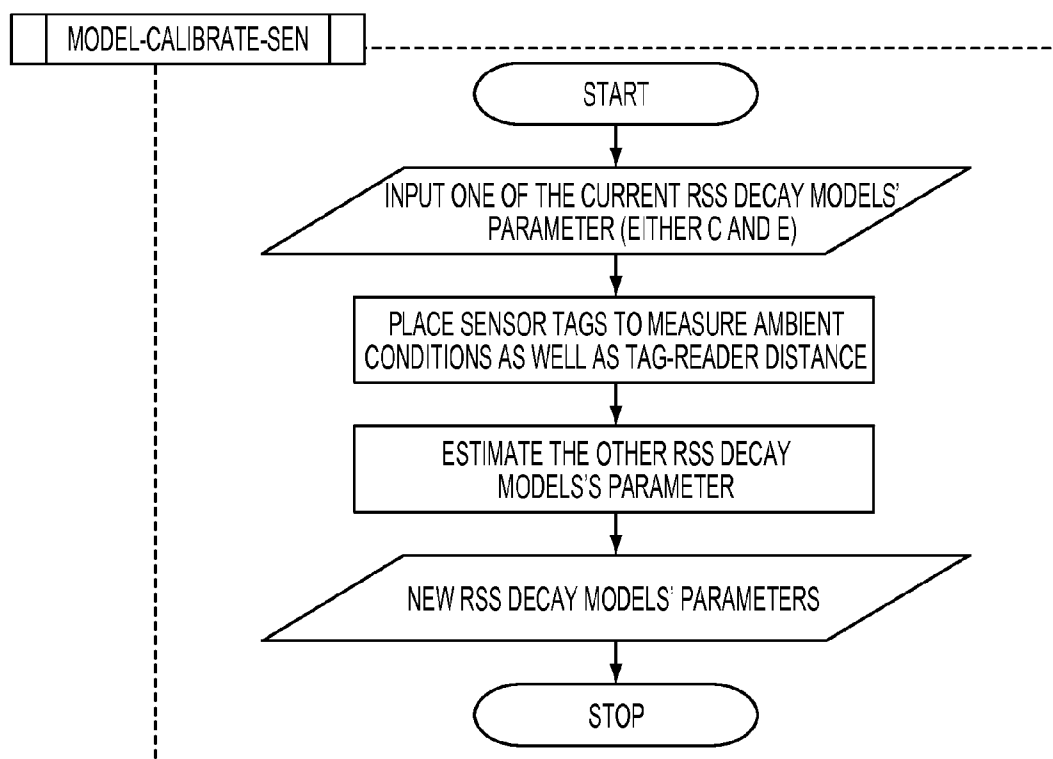 MODEL-CALIBRATE-SEN
START
INPUT ONE OF THE CURRENT RSS DECAY MODELS'
PARAMETER (EITHER C AND E)
PLACE SENSOR TAGS TO MEASURE AMBIENT
CONDITIONS AS WELL AS TAG-READER DISTANCE
ESTIMATE THE OTHER RSS DECAY
MODELS'S PARAMETER
NEW RSS DECAY MODELS' PARAMETERS
STOP